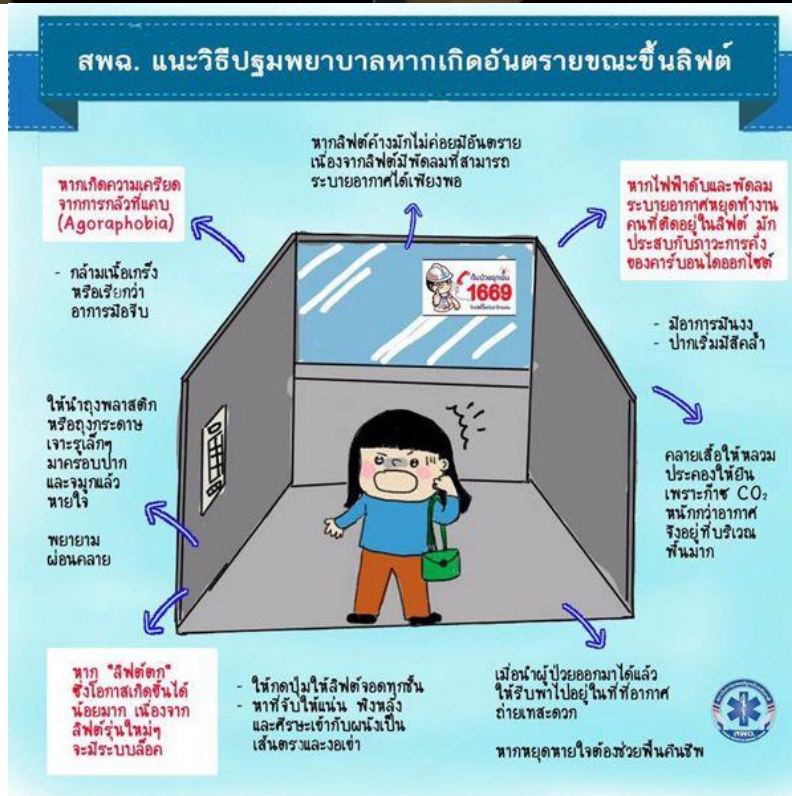 สพฉ. แนะวิธีปฐมพยาบาลหากเกิดอันตรายขณะขึ้นลิฟต์
หากลิฟต์ค้างมักไม่ค่อยมีอันตราย
เนื่องจากลิฟต์มีพัดลมที่สามารถ
ระบายอากาศได้เพียงพอ
หากเกิดความเครียด
จากการกลัวที่แคบ
(Agoraphobia)
- กล้ามเนื้อเกร็ง
หรือเรียกว่า
อาการมือจีบ
ให้นำถุงพลาสติก
หรือถุงกระดาษ
เจาะรูเล็กๆ
มาครอบปาก
และจมูกแล้ว
หายใจ
พยายาม
ผ่อนคลาย
หากไฟฟ้าดับและพัดลม
ระบายอากาศหยุดทำงาน
คนที่ติดอยู่ในลิฟต์ มัก
ประสบกับภาวะการคั่ง
ของคาร์บอนไดออกไซต์
- มีอาการมึนงง
- ปากเริ่มมีสีคล้ำ
คลายเสื้อให้หลวม
ประคองให้ยืน
เพราะก๊าซ CO₂
หนักกว่าอากาศ
จึงอยู่ที่บริเวณ
พื้นมาก
เจ็บป่วยฉุกเฉิน
1669
หาก "ลิฟต์ตก"
ซึ่งโอกาสเกิดขึ้นได้
น้อยมาก เนื่องจาก
ลิฟต์รุ่นใหม่ๆ
จะมีระบบล็อค
- ให้กดปุ่มให้ลิฟต์จอดทุกชั้น
- หาที่จับให้แน่น พิงหลัง
และศีรษะเข้ากับผนังเป็น
เส้นตรงและงอเข่า
เมื่อนำผู้ป่วยออกมาได้แล้ว
ให้รีบพาไปอยู่ในที่ที่อากาศ
ถ่ายเทสะดวก
หากหยุดหายใจต้องช่วยฟื้นคืนชีพ
สพฉ.